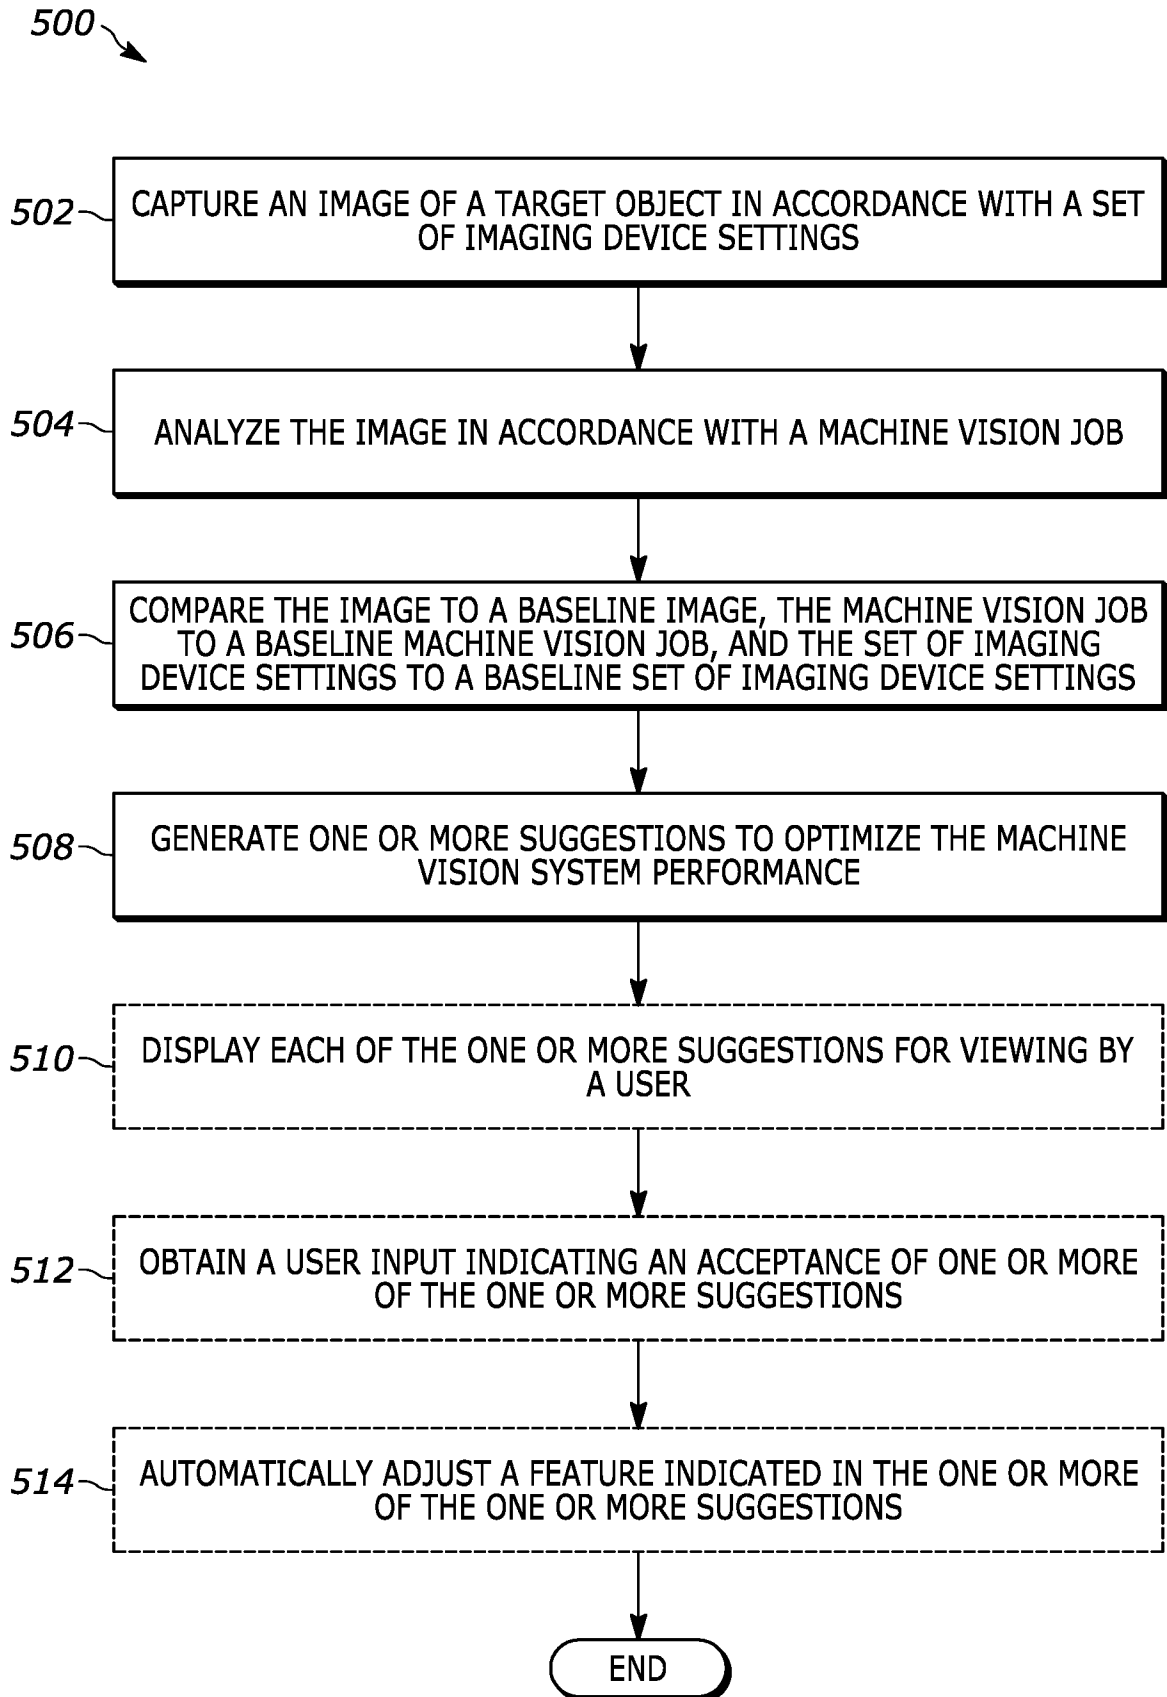 500
502
CAPTURE AN IMAGE OF A TARGET OBJECT IN ACCORDANCE WITH A SET
OF IMAGING DEVICE SETTINGS
504
ANALYZE THE IMAGE IN ACCORDANCE WITH A MACHINE VISION JOB
506
COMPARE THE IMAGE TO A BASELINE IMAGE, THE MACHINE VISION JOB
TO A BASELINE MACHINE VISION JOB, AND THE SET OF IMAGING
DEVICE SETTINGS TO A BASELINE SET OF IMAGING DEVICE SETTINGS
508
GENERATE ONE OR MORE SUGGESTIONS TO OPTIMIZE THE MACHINE
VISION SYSTEM PERFORMANCE
510
DISPLAY EACH OF THE ONE OR MORE SUGGESTIONS FOR VIEWING BY
A USER
512
OBTAIN A USER INPUT INDICATING AN ACCEPTANCE OF ONE OR MORE
OF THE ONE OR MORE SUGGESTIONS
514
AUTOMATICALLY ADJUST A FEATURE INDICATED IN THE ONE OR MORE
OF THE ONE OR MORE SUGGESTIONS
END